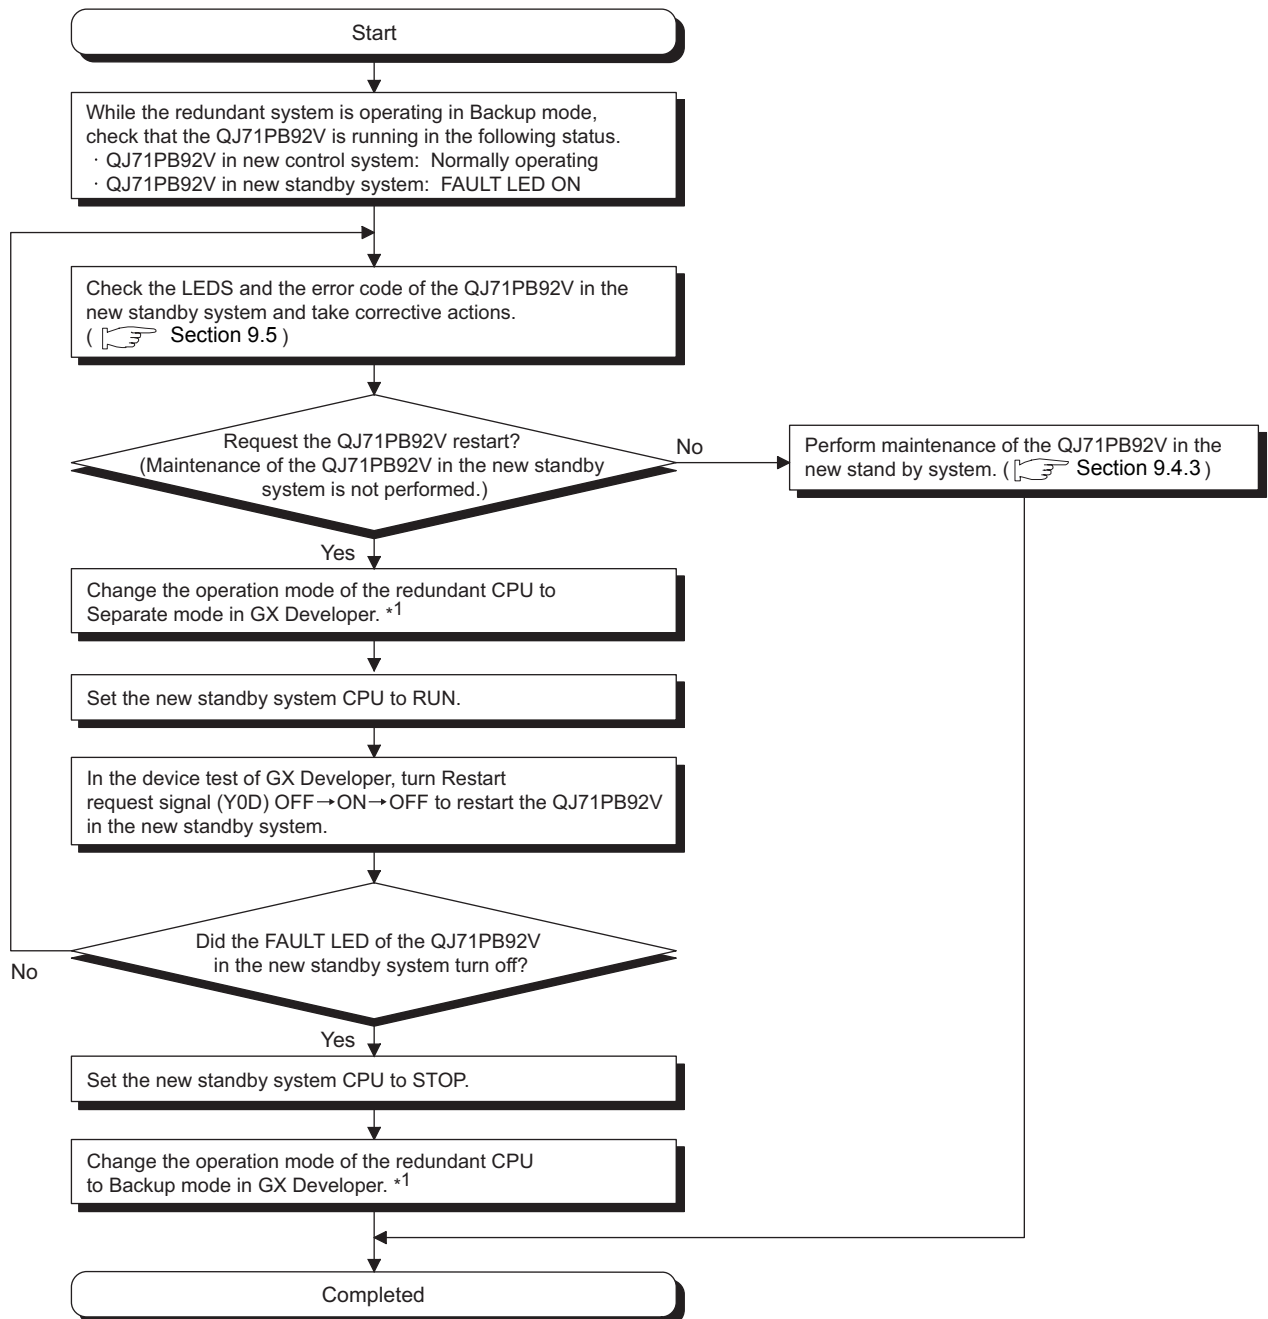 Start
While the redundant system is operating in Backup mode,
check that the QJ71PB92V is running in the following status.
· QJ71PB92V in new control system: Normally operating
· QJ71PB92V in new standby system: FAULT LED ON
Check the LEDS and the error code of the QJ71PB92V in the
new standby system and take corrective actions.
( Section 9.5 )
Request the QJ71PB92V restart?
(Maintenance of the QJ71PB92V in the new standby
system is not performed.)
No
Perform maintenance of the QJ71PB92V in the
new stand by system. ( Section 9.4.3 )
Yes
Change the operation mode of the redundant CPU to
Separate mode in GX Developer. *1
Set the new standby system CPU to RUN.
In the device test of GX Developer, turn Restart
request signal (Y0D) OFF→ON→OFF to restart the QJ71PB92V
in the new standby system.
Did the FAULT LED of the QJ71PB92V
in the new standby system turn off?
No
Yes
Set the new standby system CPU to STOP.
Change the operation mode of the redundant CPU
to Backup mode in GX Developer. *1
Completed